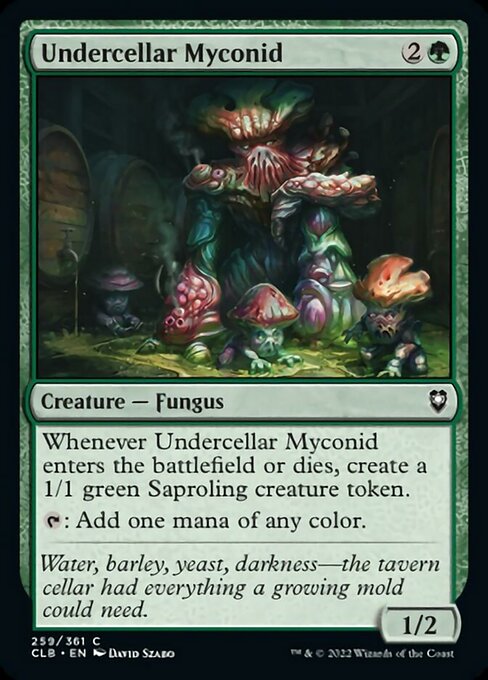 Undercellar Myconid 2
Creature — Fungus
Whenever Undercellar Myconid
enters the battlefield or dies, create a
1/1 green Saproling creature token.
: Add one mana of any color.
Water, barley, yeast, darkness—the tavern
cellar had everything a growing mold
could need.
1/2
259/361 C
CLB • EN David Szabo
™ & © 2022 Wizards of the Coast